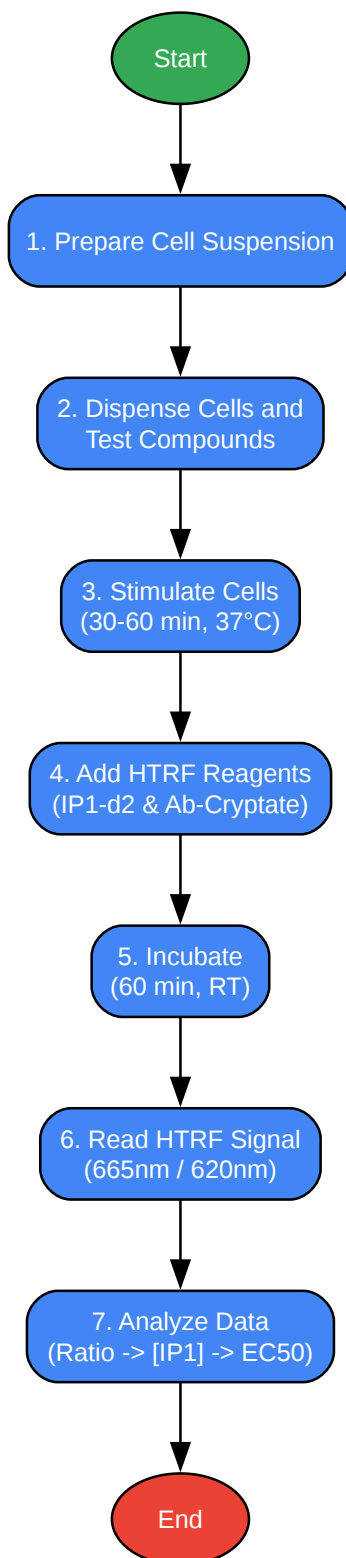 Start
1. Prepare Cell Suspension
2. Dispense Cells and
Test Compounds
3. Stimulate Cells
(30-60 min, 37°C)
4. Add HTRF Reagents
(IP1-d2 & Ab-Cryptate)
5. Incubate
(60 min, RT)
6. Read HTRF Signal
(665nm / 620nm)
7. Analyze Data
(Ratio -> [IP1] -> EC50)
End